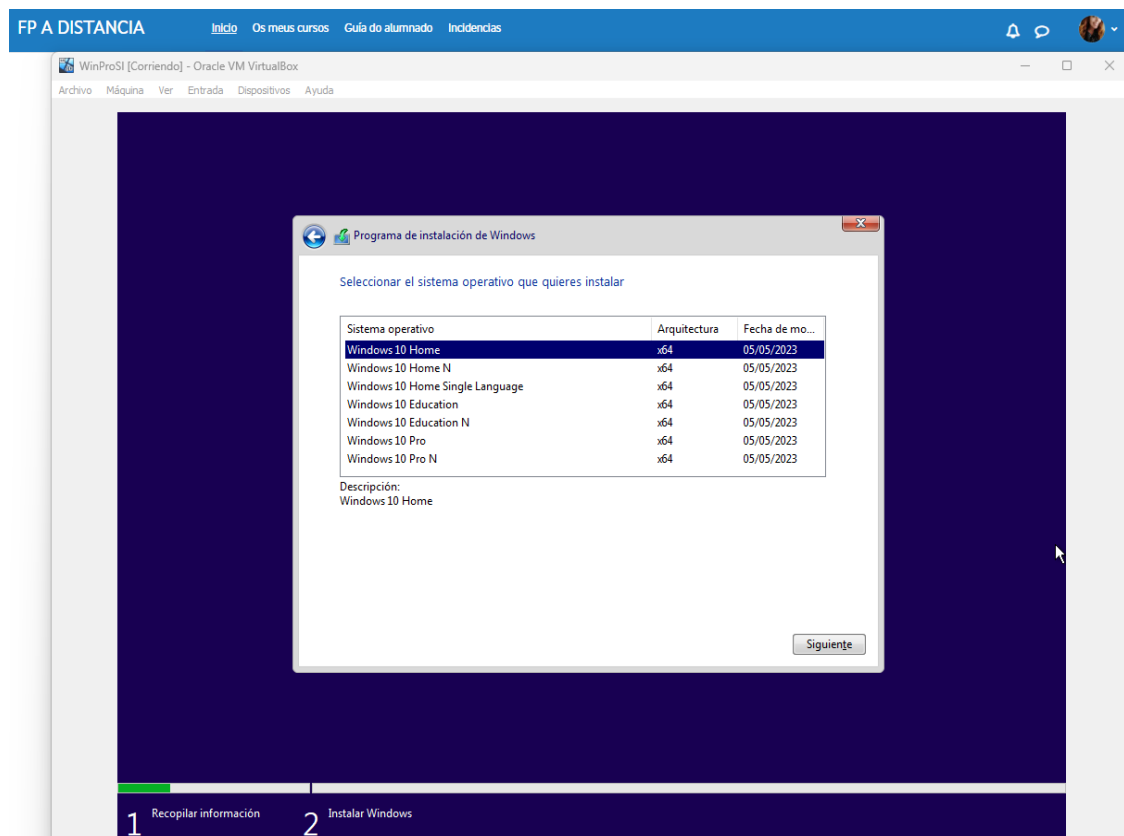 FP A DISTANCIA Inicio Os meus cursos Guía do alumnado Incidencias
WinProSI [Corriendo] - Oracle VM VirtualBox
Archivo Máquina Ver Entrada Dispositivos Ayuda
Programa de instalación de Windows
Seleccionar el sistema operativo que quieres instalar
Sistema operativo Arquitectura Fecha de mo...
Windows 10 Home x64 05/05/2023
Windows 10 Home N x64 05/05/2023
Windows 10 Home Single Language x64 05/05/2023
Windows 10 Education x64 05/05/2023
Windows 10 Education N x64 05/05/2023
Windows 10 Pro x64 05/05/2023
Windows 10 Pro N x64 05/05/2023
Descripción:
Windows 10 Home
Siguiente
1 Recopilar información 2 Instalar Windows